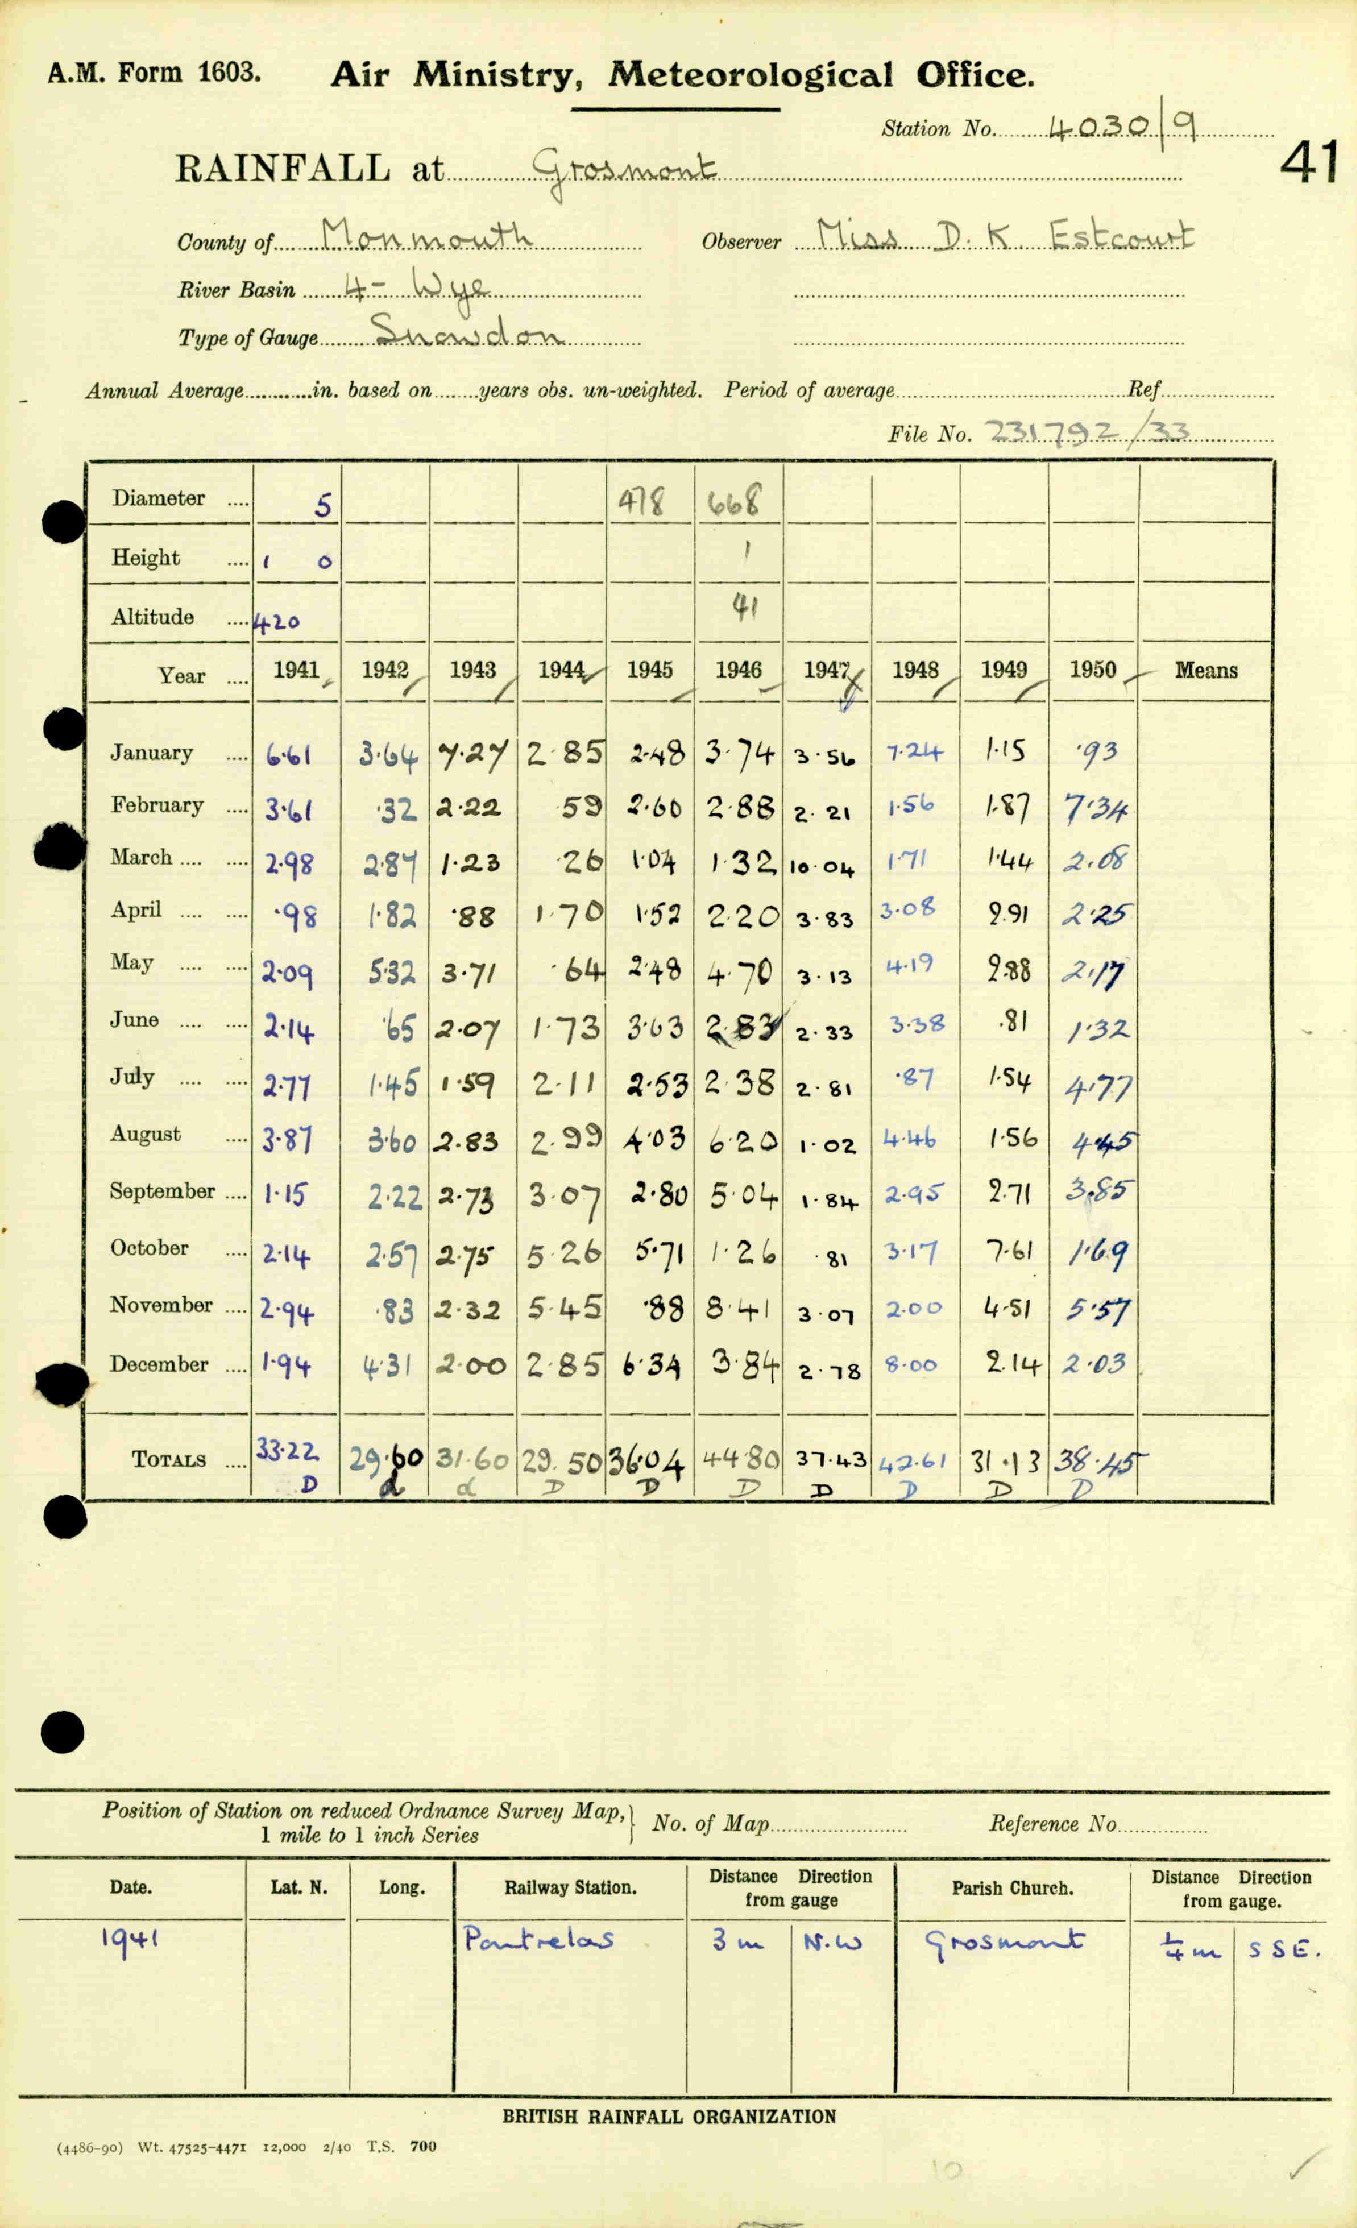 A.M. Form 1603. Air Ministry, Meteorological Office.
Station No. 4030/9
41
RAINFALL at Grosmont
County of Monmouth Observer Miss D. K. Estcourt
River Basin 4 - Wye
Type of Gauge Snowdon
Annual Average in. based on years obs. un-weighted. Period of average Ref.
File No. 231792/33
Diameter .... 5 478 668
Height .... 1 0 1
Altitude .... 420 41
Year .... 1941 1942 1943 1944 1945 1946 1947 1948 1949 1950 Means
January .... 6.61 3.64 7.27 2.85 2.48 3.74 3.56 7.24 1.15 .93
February .... 3.61 .32 2.22 .59 2.60 2.88 2.21 1.56 1.87 7.34
March .... .... 2.98 2.87 1.23 .26 1.04 1.32 10.04 1.71 1.44 2.08
April .... .... .98 1.82 .88 1.70 1.52 2.20 3.83 3.08 2.91 2.25
May .... .... 2.09 5.32 3.71 .64 2.48 4.70 3.13 4.19 2.88 2.17
June .... .... 2.14 .65 2.07 1.73 3.63 2.83 2.33 3.38 .81 1.32
July .... .... 2.77 1.45 1.59 2.11 2.53 2.38 2.81 .87 1.54 4.77
August .... 3.87 3.60 2.83 2.99 4.03 6.20 1.02 4.46 1.56 4.45
September .... 1.15 2.22 2.73 3.07 2.80 5.04 1.84 2.95 2.71 3.85
October .... 2.14 2.57 2.75 5.26 5.71 1.26 .81 3.17 7.61 1.69
November .... 2.94 .83 2.32 5.45 .88 8.41 3.07 2.00 4.51 5.57
December .... 1.94 4.31 2.00 2.85 6.34 3.84 2.78 8.00 2.14 2.03
TOTALS .... 33.22 29.60 31.60 29.50 36.04 44.80 37.43 42.61 31.13 38.45
D d d D D D D D D D
Position of Station on reduced Ordnance Survey Map, 1 mile to 1 inch Series } No. of Map Reference No.
Date. Lat. N. Long. Railway Station. Distance Direction from gauge Parish Church. Distance Direction from gauge.
1941 Pontrelas 3 m N.W Grosmont 1/4 m S S E.
BRITISH RAINFALL ORGANIZATION
(4486-90) Wt. 47525-4471 12,000 2/40 T.S. 700
10